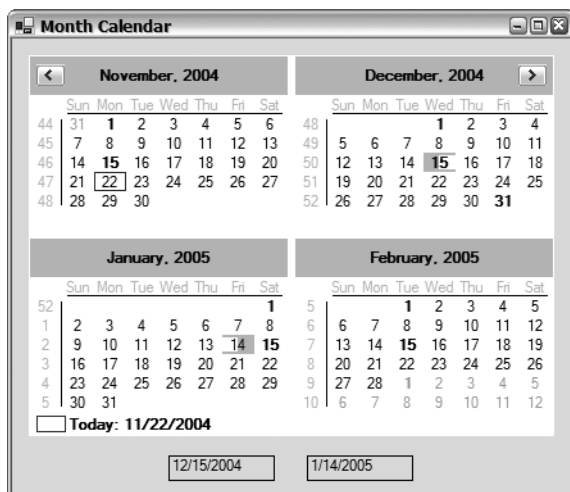 Month Calendar
November, 2004
Sun Mon Tue Wed Thu Fri Sat
44 31 1 2 3 4 5 6
45 7 8 9 10 11 12 13
46 14 15 16 17 18 19 20
47 21 22 23 24 25 26 27
48 28 29 30
December, 2004
Sun Mon Tue Wed Thu Fri Sat
48 1 2 3 4
49 5 6 7 8 9 10 11
50 12 13 14 15 16 17 18
51 19 20 21 22 23 24 25
52 26 27 28 29 30 31
January, 2005
Sun Mon Tue Wed Thu Fri Sat
52 1
1 2 3 4 5 6 7 8
2 9 10 11 12 13 14 15
3 16 17 18 19 20 21 22
4 23 24 25 26 27 28 29
5 30 31
February, 2005
Sun Mon Tue Wed Thu Fri Sat
5 1 2 3 4 5
6 6 7 8 9 10 11 12
7 13 14 15 16 17 18 19
8 20 21 22 23 24 25 26
9 27 28 1 2 3 4 5
10 6 7 8 9 10 11 12
Today: 11/22/2004
12/15/2004
1/14/2005